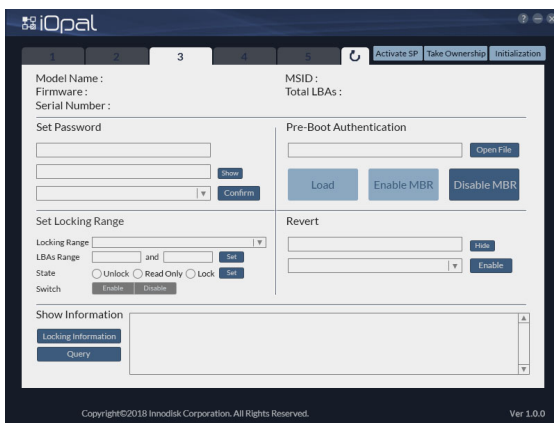 iOpal
?
1 2 3 4 5 Activate SP Take Ownership Initialization
Model Name :
MSID :
Firmware :
Total LBAs :
Serial Number :
Set Password
Show
Confirm
Pre-Boot Authentication
Open File
Load Enable MBR Disable MBR
Set Locking Range
Locking Range
LBAs Range and Set
State Unlock Read Only Lock Set
Switch Enable Disable
Revert
Hide
Enable
Show Information
Locking Information
Query
Copyright©2018 Innodisk Corporation. All Rights Reserved.
Ver 1.0.0